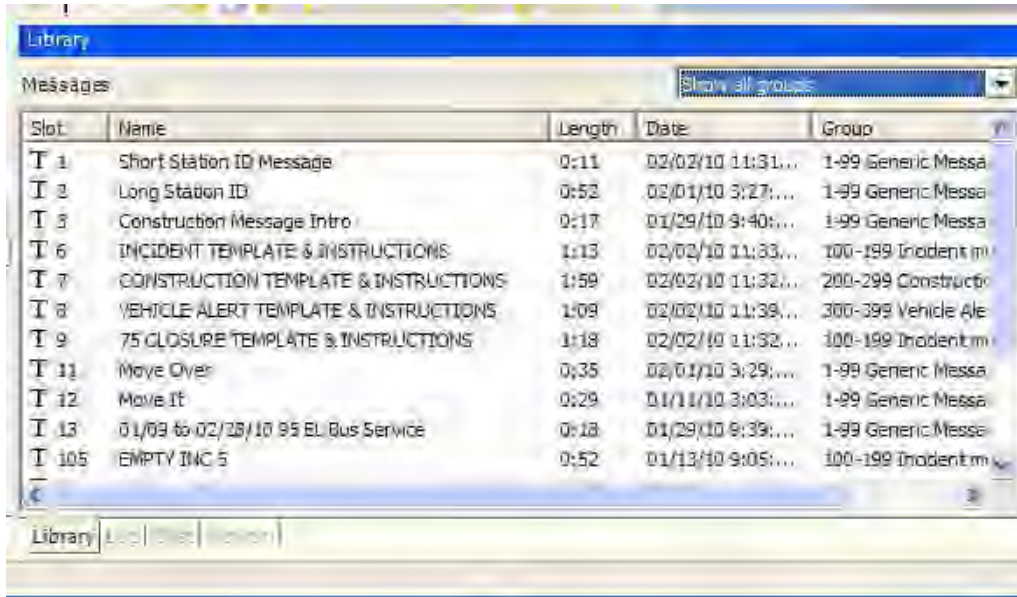 Library
Messages Show all groups
Slot Name Length Date Group
T 1 Short Station ID Message 0:11 02/02/10 11:31... 1-99 Generic Messa
T 2 Long Station ID 0:52 02/01/10 3:27:... 1-99 Generic Messa
T 3 Construction Message Intro 0:17 01/29/10 9:40:... 1-99 Generic Messa
T 6 INCIDENT TEMPLATE & INSTRUCTIONS 1:13 02/02/10 11:33... 100-199 Incident m
T 7 CONSTRUCTION TEMPLATE & INSTRUCTIONS 1:59 02/02/10 11:32... 200-299 Constructio
T 8 VEHICLE ALERT TEMPLATE & INSTRUCTIONS 1:09 02/02/10 11:39... 300-399 Vehicle Ale
T 9 75 CLOSURE TEMPLATE & INSTRUCTIONS 1:18 02/02/10 11:32... 100-199 Incident m
T 11 Move Over 0:35 02/01/10 3:29:... 1-99 Generic Messa
T 12 Move It 0:29 01/11/10 3:03:... 1-99 Generic Messa
T 13 01/09 to 02/28/10 95 EL Bus Service 0:18 01/29/10 9:39:... 1-99 Generic Messa
T 105 EMPTY INC 5 0:52 01/13/10 9:05:... 100-199 Incident m
Library